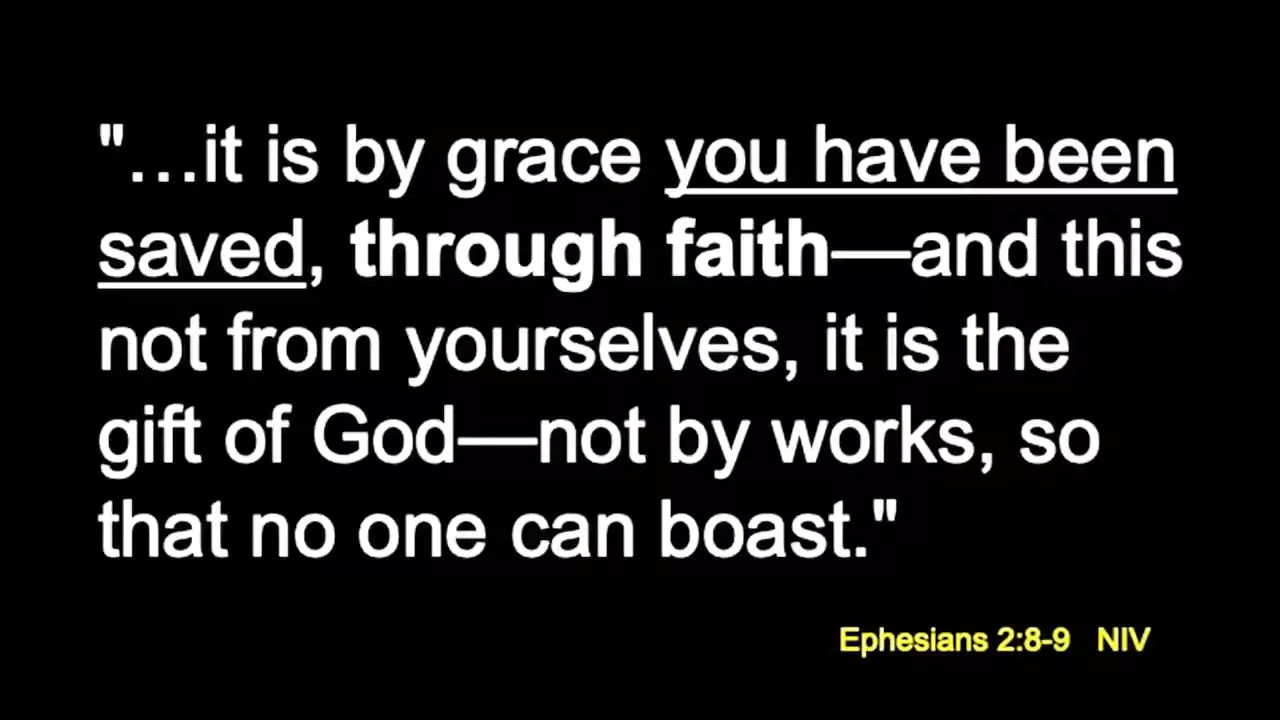 "…it is by grace you have been
saved, through faith—and this
not from yourselves, it is the
gift of God—not by works, so
that no one can boast."
Ephesians 2:8-9 NIV